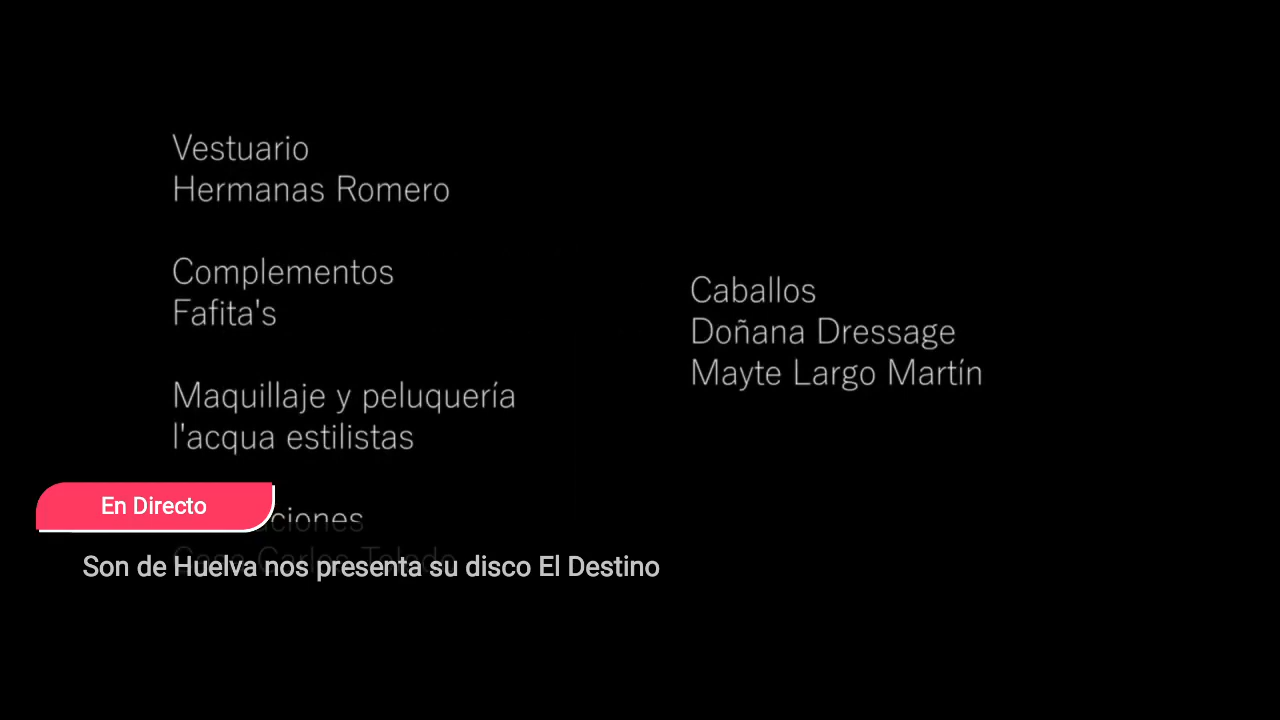 Vestuario
Hermanas Romero
Complementos
Fafita's
Maquillaje y peluquería
l'acqua estilistas
Caballos
Doñana Dressage
Mayte Largo Martín
En Directo
Son de Huelva nos presenta su disco El Destino